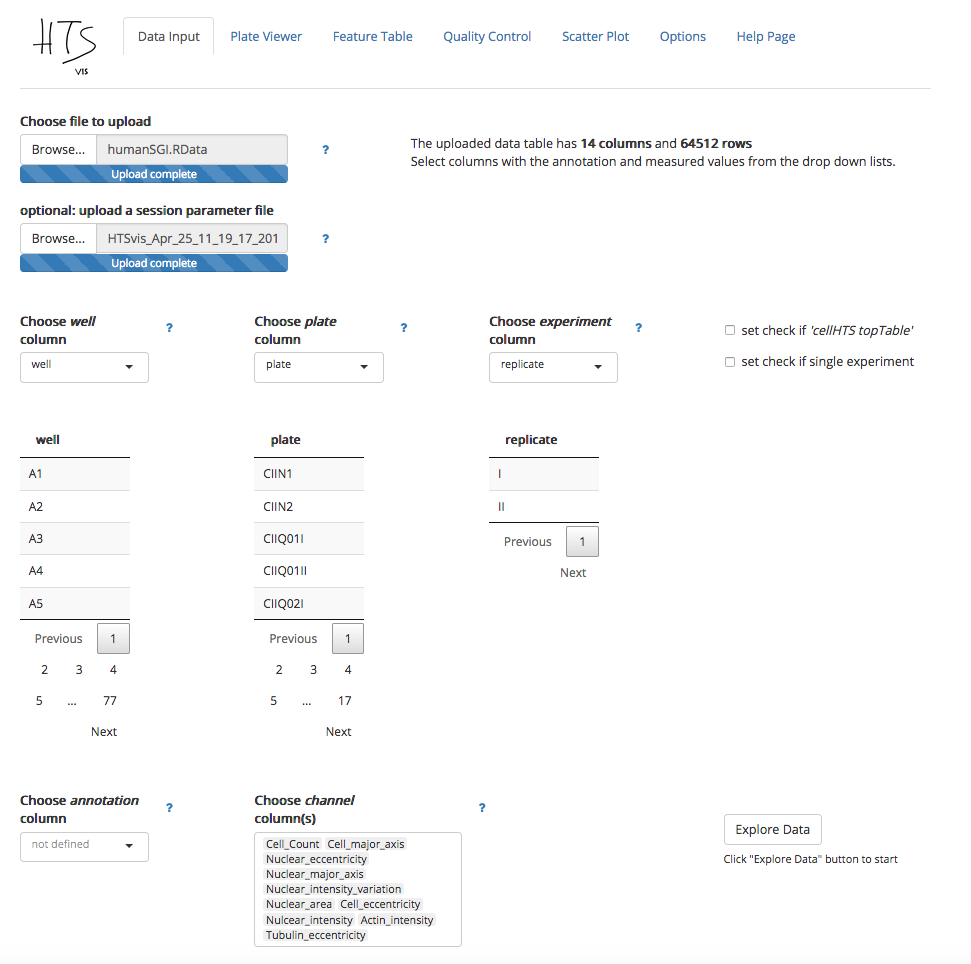 HTS
VIS
Data Input Plate Viewer Feature Table Quality Control Scatter Plot Options Help Page
Choose file to upload
Browse... humanSGI.RData ?
Upload complete
The uploaded data table has 14 columns and 64512 rows
Select columns with the annotation and measured values from the drop down lists.
optional: upload a session parameter file
Browse... HTSvis_Apr_25_11_19_17_201 ?
Upload complete
Choose well column ?
well
Choose plate column ?
plate
Choose experiment column ?
replicate
set check if 'cellHTS topTable'
set check if single experiment
well
A1
A2
A3
A4
A5
Previous 1
2 3 4
5 ... 77
Next
plate
CIIN1
CIIN2
CIIQ01I
CIIQ01II
CIIQ02I
Previous 1
2 3 4
5 ... 17
Next
replicate
I
II
Previous 1
Next
Choose annotation column ?
not defined
Choose channel column(s) ?
Cell_Count Cell_major_axis
Nuclear_eccentricity
Nuclear_major_axis
Nuclear_intensity_variation
Nuclear_area Cell_eccentricity
Nulcear_intensity Actin_intensity
Tubulin_eccentricity
Explore Data
Click "Explore Data" button to start